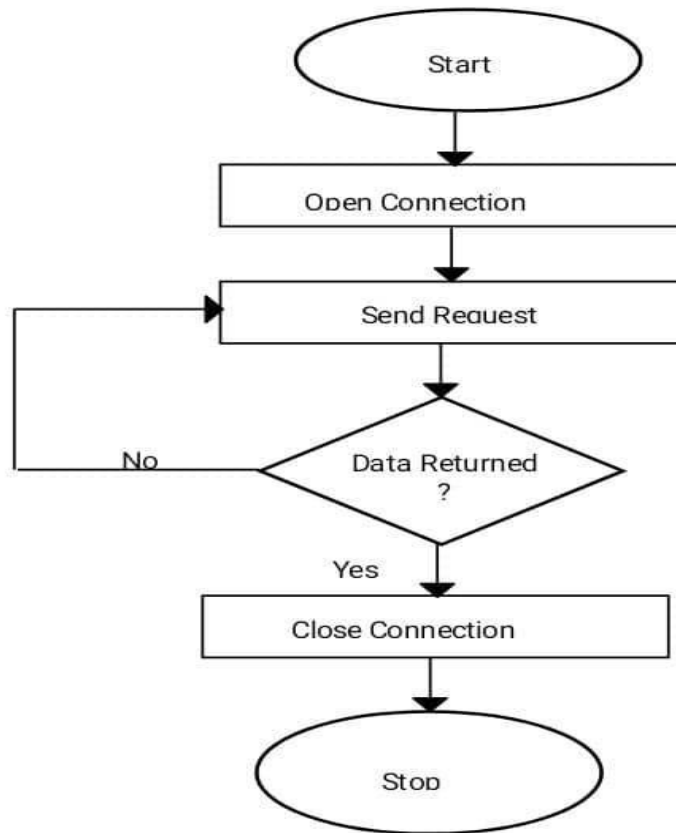 Start
Open Connection
Send Request
No
Data Returned
?
Yes
Close Connection
Stop